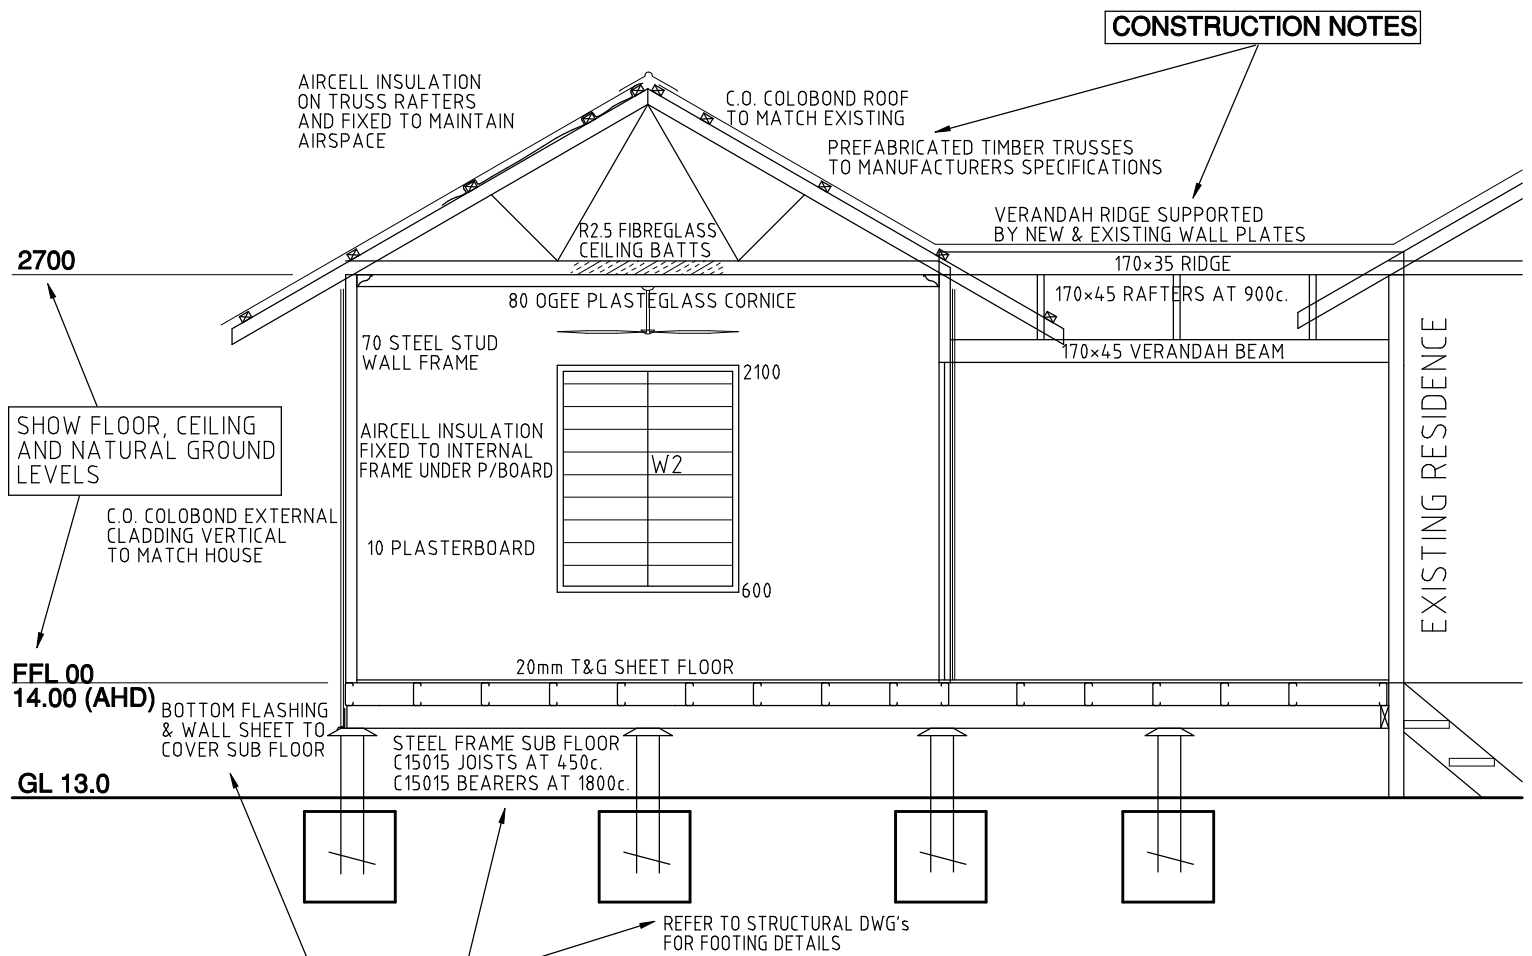 CONSTRUCTION NOTES
AIRCELL INSULATION
ON TRUSS RAFTERS
AND FIXED TO MAINTAIN
AIRSPACE
C.O. COLOBOND ROOF
TO MATCH EXISTING
PREFABRICATED TIMBER TRUSSES
TO MANUFACTURERS SPECIFICATIONS
VERANDAH RIDGE SUPPORTED
BY NEW & EXISTING WALL PLATES
R2.5 FIBREGLASS
CEILING BATTS
2700
170×35 RIDGE
80 OGEE PLASTEGLASS CORNICE
170×45 RAFTERS AT 900c.
70 STEEL STUD
WALL FRAME
170×45 VERANDAH BEAM
2100
SHOW FLOOR, CEILING
AND NATURAL GROUND
LEVELS
AIRCELL INSULATION
FIXED TO INTERNAL
FRAME UNDER P/BOARD
W2
EXISTING RESIDENCE
C.O. COLOBOND EXTERNAL
CLADDING VERTICAL
TO MATCH HOUSE
10 PLASTERBOARD
600
20mm T&G SHEET FLOOR
FFL 00
14.00 (AHD)
BOTTOM FLASHING
& WALL SHEET TO
COVER SUB FLOOR
STEEL FRAME SUB FLOOR
C15015 JOISTS AT 450c.
C15015 BEARERS AT 1800c.
GL 13.0
REFER TO STRUCTURAL DWG's
FOR FOOTING DETAILS